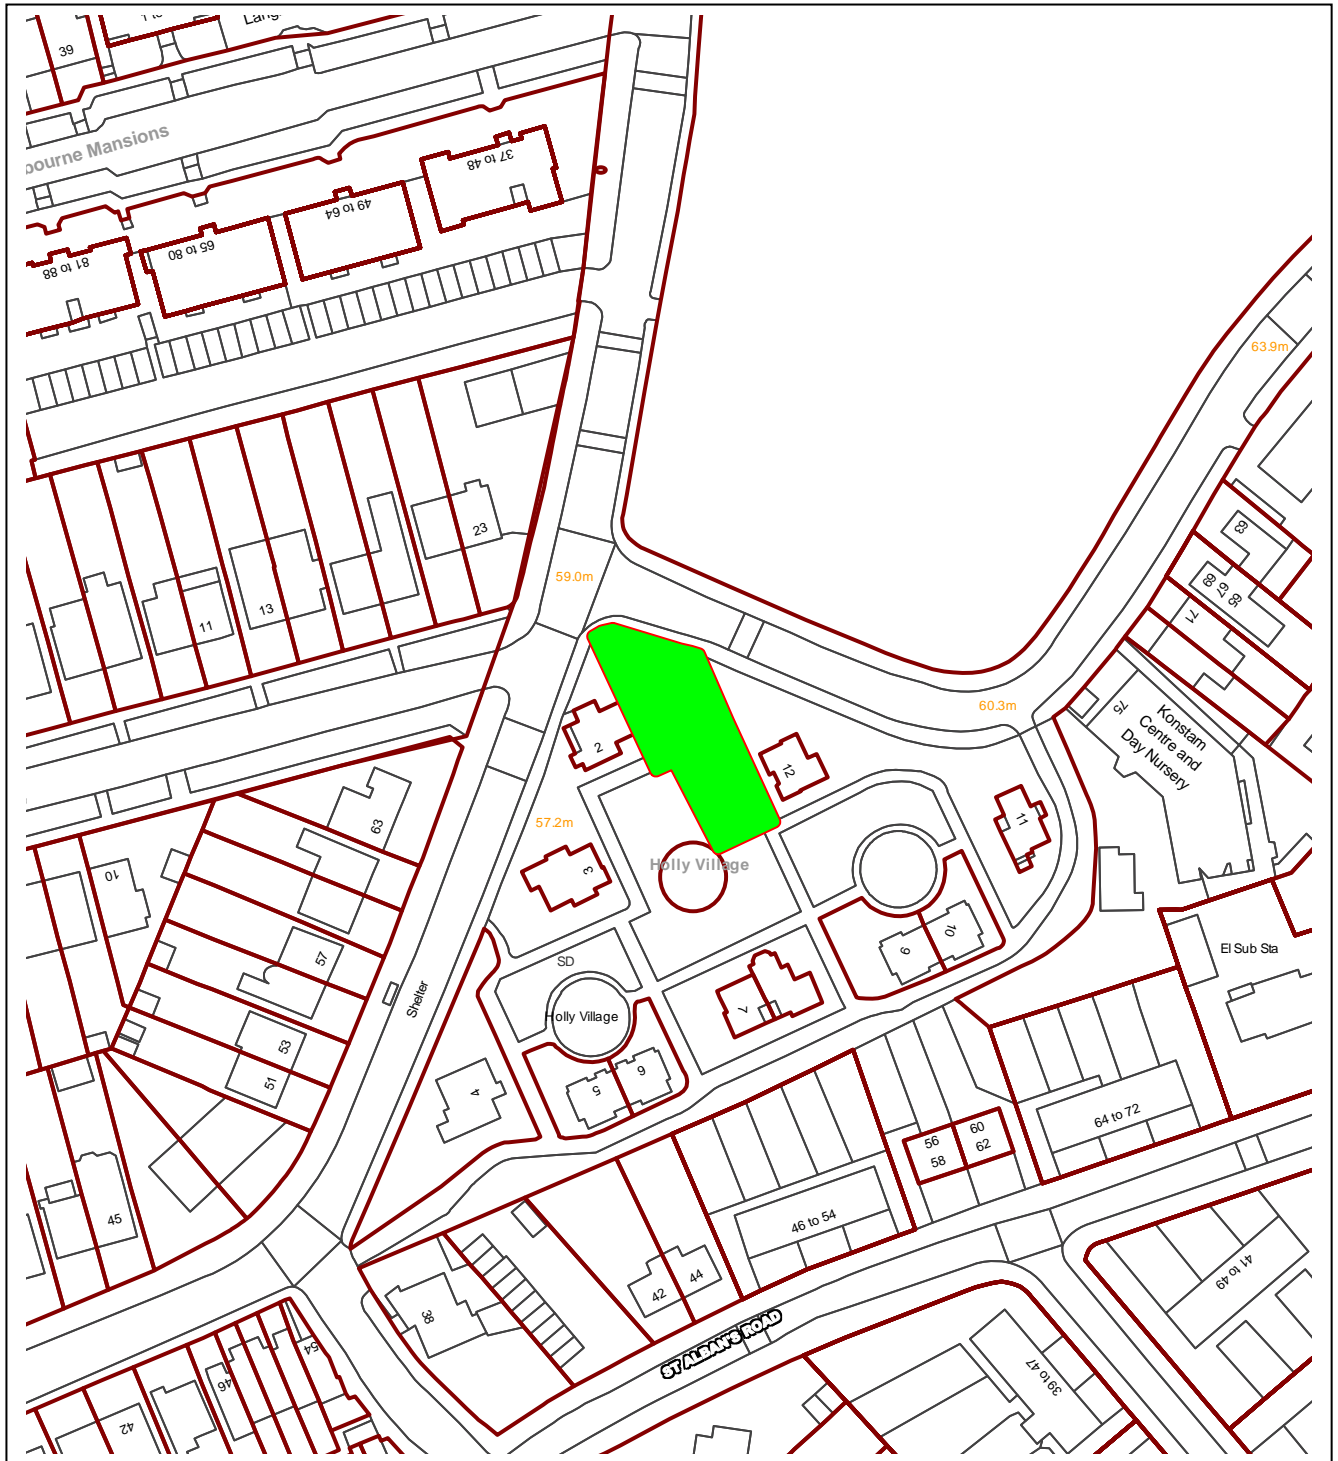 39
bourne Mansions
37 to 48
49 to 64
65 to 80
81 to 88
63.9m
23
59.0m
13
11
63
65
67
69
71
75
Konstam
Centre and
Day Nursery
60.3m
2
12
57.2m
63
11
10
3
Holly Village
57
9
10
El Sub Sta
SD
Shelter
Holly Village
7
53
51
4
5
6
64 to 72
56
58
60
62
45
46 to 54
42
44
41 to 49
38
ST ALBAN'S ROAD
54
46
42
39 to 47